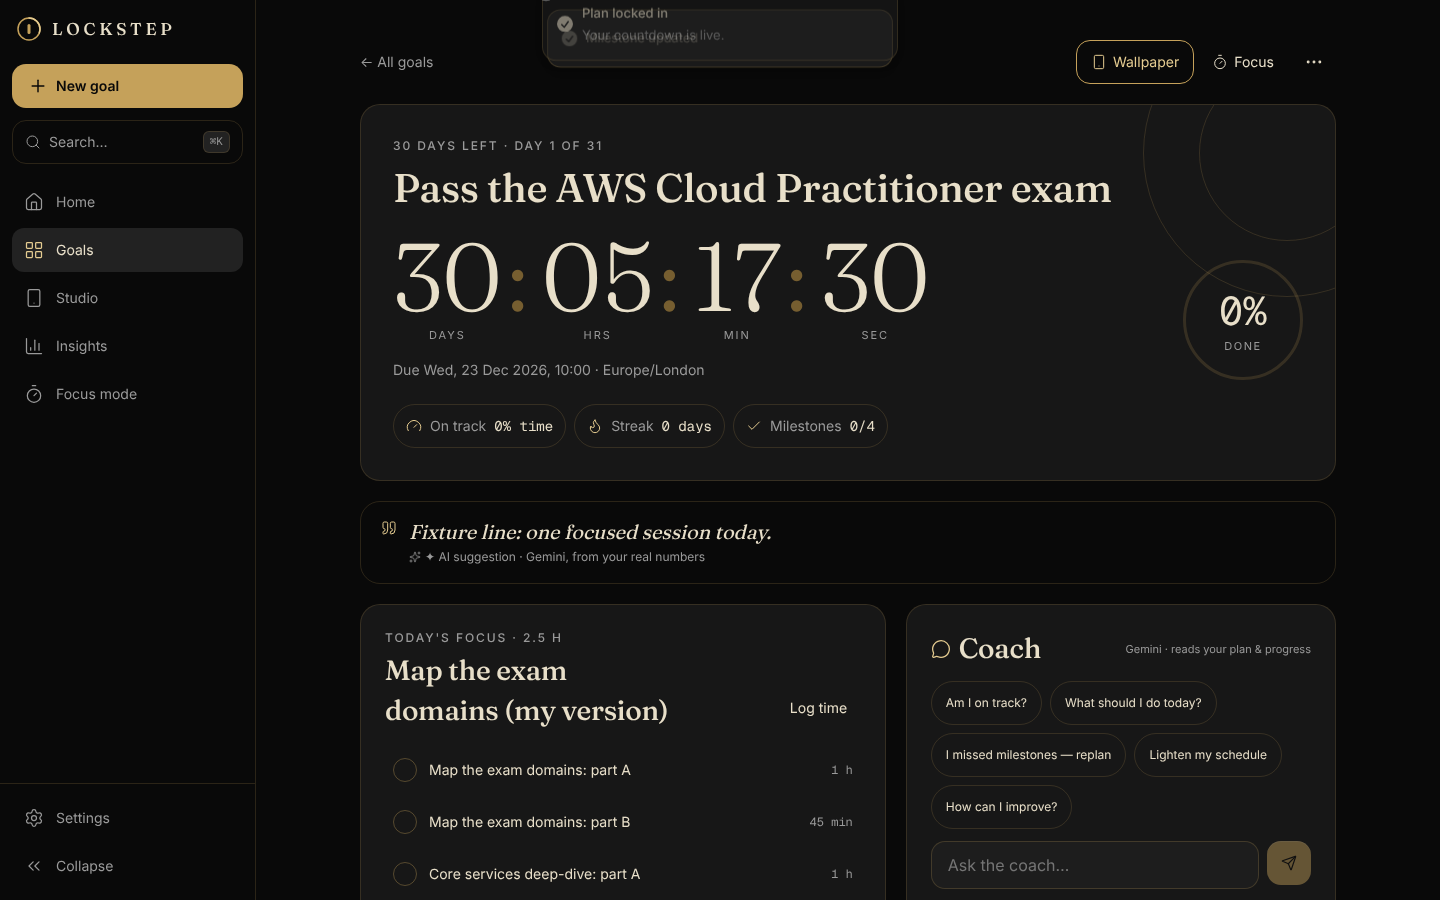 LOCKSTEP
New goal
Search...
⌘K
Home
Goals
Studio
Insights
Focus mode
Settings
Collapse
Plan locked in
Your countdown is live.
Milestone updated
← All goals
Wallpaper
Focus
30 DAYS LEFT · DAY 1 OF 31
Pass the AWS Cloud Practitioner exam
30:05:17:30
DAYS HRS MIN SEC
0%
DONE
Due Wed, 23 Dec 2026, 10:00 · Europe/London
On track 0% time
Streak 0 days
Milestones 0/4
Fixture line: one focused session today.
✦ AI suggestion · Gemini, from your real numbers
TODAY'S FOCUS · 2.5 H
Map the exam
domains (my version)
Log time
Map the exam domains: part A 1 h
Map the exam domains: part B 45 min
Core services deep-dive: part A 1 h
Coach
Gemini · reads your plan & progress
Am I on track?
What should I do today?
I missed milestones — replan
Lighten my schedule
How can I improve?
Ask the coach...